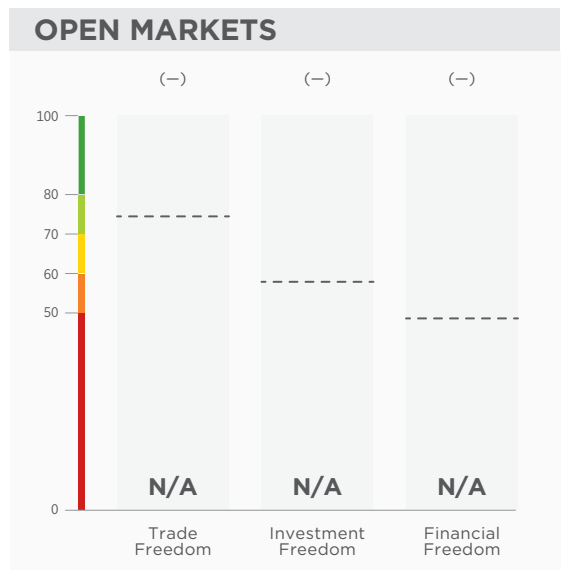 OPEN MARKETS
(—) (—) (—)
100
80
70
60
50
0
N/A N/A N/A
Trade Investment Financial
Freedom Freedom Freedom